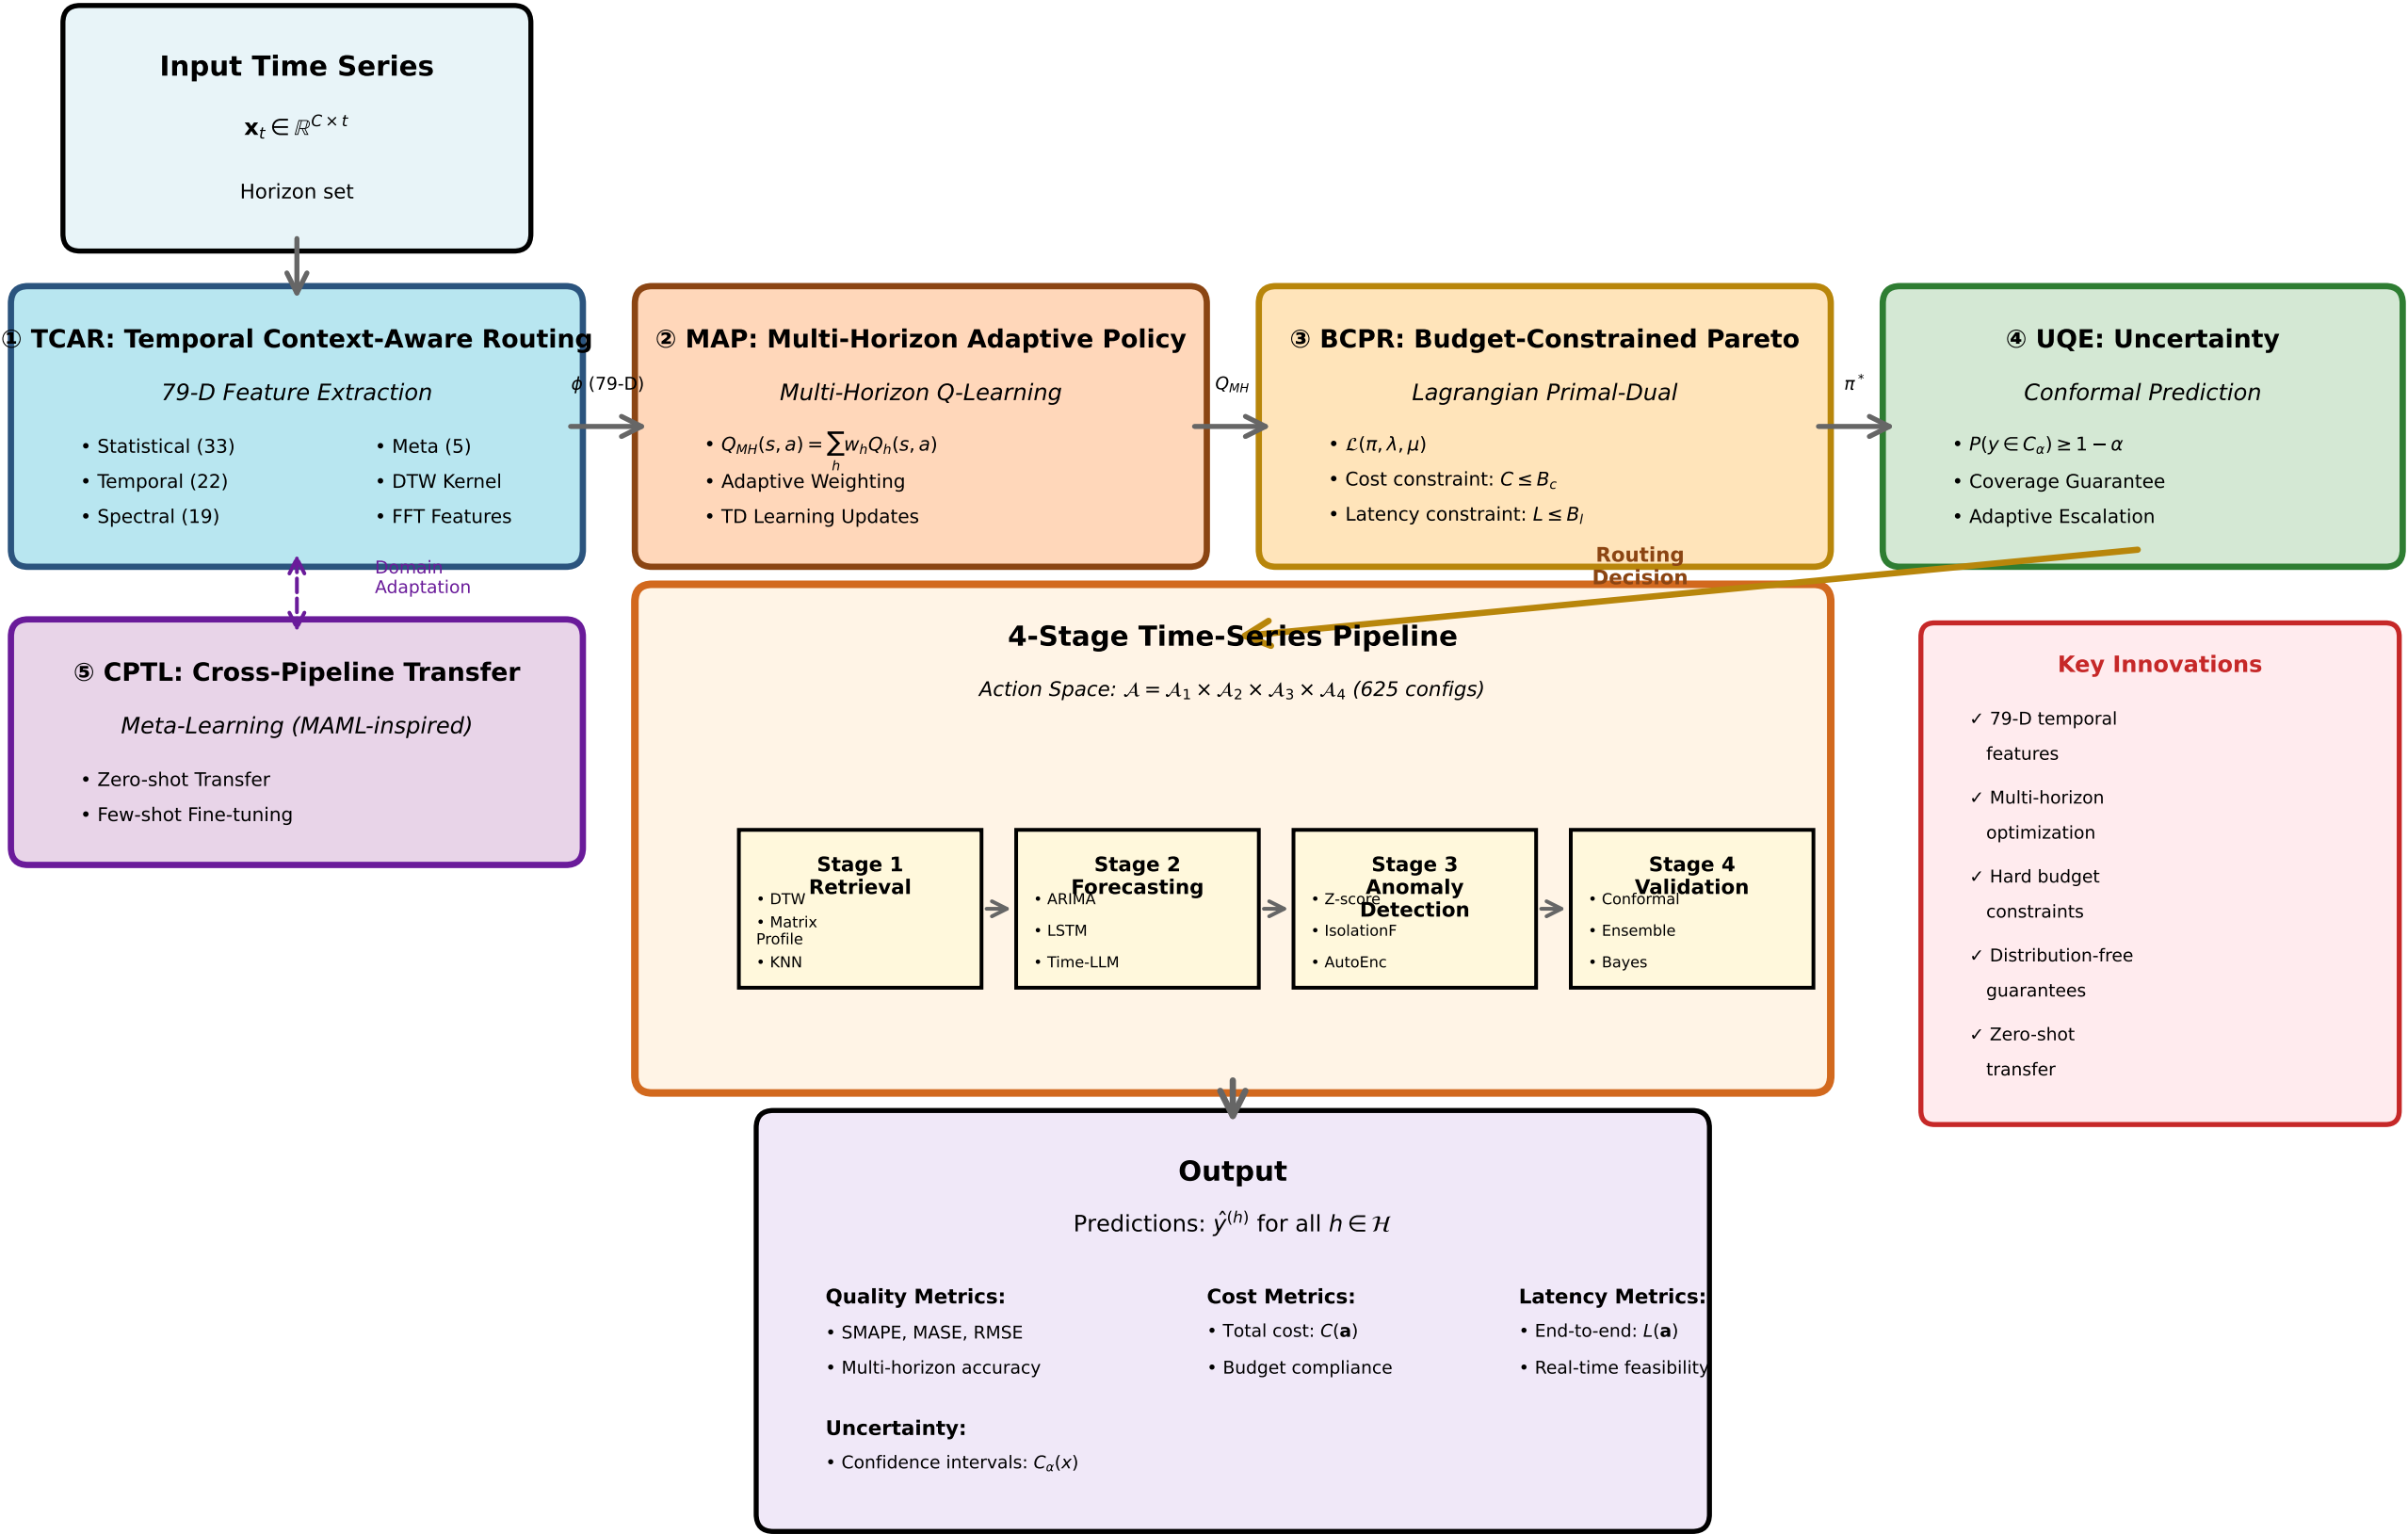 Input Time Series
𝐱ₜ ∈ ℝ^{C × t}
Horizon set
① TCAR: Temporal Context-Aware Routing
79-D Feature Extraction
• Statistical (33)
• Temporal (22)
• Spectral (19)
• Meta (5)
• DTW Kernel
• FFT Features
ϕ (79-D)
② MAP: Multi-Horizon Adaptive Policy
Multi-Horizon Q-Learning
• Q_{MH}(s, a) = ∑_h w_h Q_h(s, a)
• Adaptive Weighting
• TD Learning Updates
Q_{MH}
③ BCPR: Budget-Constrained Pareto
Lagrangian Primal-Dual
• ℒ(π, λ, μ)
• Cost constraint: C ≤ B_c
• Latency constraint: L ≤ B_l
π*
④ UQE: Uncertainty
Conformal Prediction
• P(y ∈ C_α) ≥ 1 − α
• Coverage Guarantee
• Adaptive Escalation
Domain
Adaptation
Routing
Decision
⑤ CPTL: Cross-Pipeline Transfer
Meta-Learning (MAML-inspired)
• Zero-shot Transfer
• Few-shot Fine-tuning
4-Stage Time-Series Pipeline
Action Space: 𝒜 = 𝒜₁ × 𝒜₂ × 𝒜₃ × 𝒜₄ (625 configs)
Stage 1
Retrieval
• DTW
• Matrix
Profile
• KNN
Stage 2
Forecasting
• ARIMA
• LSTM
• Time-LLM
Stage 3
Anomaly
Detection
• Z-score
• IsolationF
• AutoEnc
Stage 4
Validation
• Conformal
• Ensemble
• Bayes
Key Innovations
✓ 79-D temporal
features
✓ Multi-horizon
optimization
✓ Hard budget
constraints
✓ Distribution-free
guarantees
✓ Zero-shot
transfer
Output
Predictions: ŷ^{(h)} for all h ∈ ℋ
Quality Metrics:
• SMAPE, MASE, RMSE
• Multi-horizon accuracy
Cost Metrics:
• Total cost: C(𝐚)
• Budget compliance
Latency Metrics:
• End-to-end: L(𝐚)
• Real-time feasibility
Uncertainty:
• Confidence intervals: C_α(x)